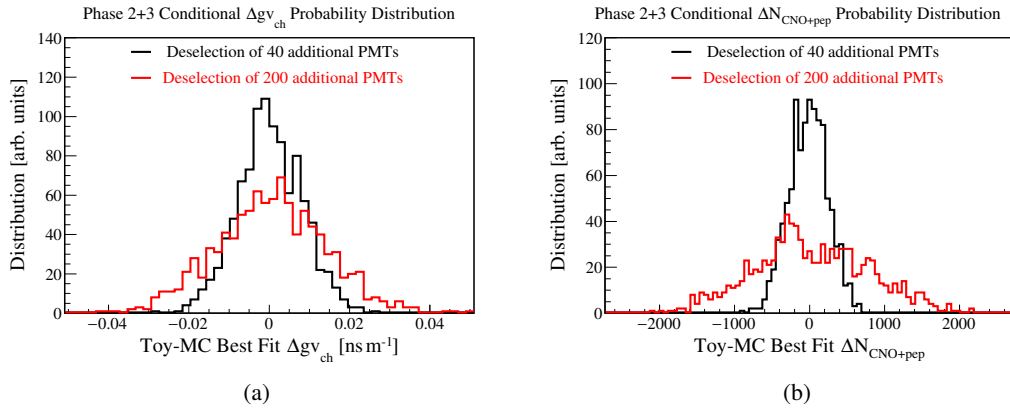 Phase 2+3 Conditional Δgv_ch Probability Distribution
Distribution [arb. units]
140
120
100
80
60
40
20
0
Deselection of 40 additional PMTs
Deselection of 200 additional PMTs
−0.04 −0.02 0 0.02 0.04
Toy-MC Best Fit Δgv_ch [ns m⁻¹]
(a)
Phase 2+3 Conditional ΔN_CNO+pep Probability Distribution
Distribution [arb. units]
120
100
80
60
40
20
0
Deselection of 40 additional PMTs
Deselection of 200 additional PMTs
−2000 −1000 0 1000 2000
Toy-MC Best Fit ΔN_CNO+pep
(b)